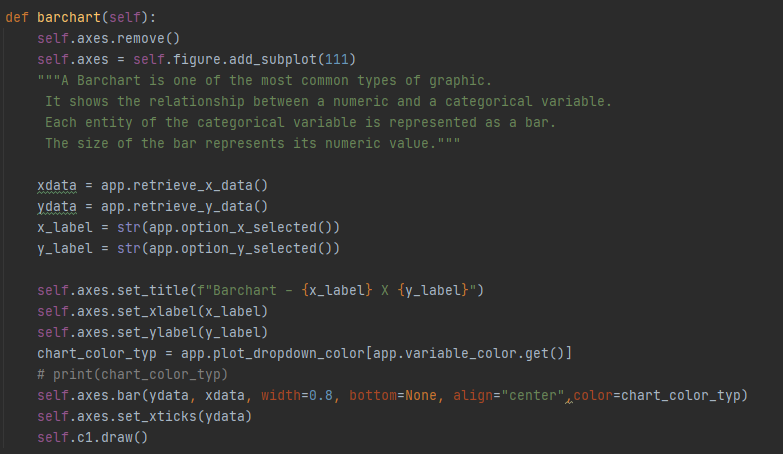 def barchart(self):
    self.axes.remove()
    self.axes = self.figure.add_subplot(111)
    """A Barchart is one of the most common types of graphic.
     It shows the relationship between a numeric and a categorical variable.
     Each entity of the categorical variable is represented as a bar.
     The size of the bar represents its numeric value."""

    xdata = app.retrieve_x_data()
    ydata = app.retrieve_y_data()
    x_label = str(app.option_x_selected())
    y_label = str(app.option_y_selected())

    self.axes.set_title(f"Barchart - {x_label} X {y_label}")
    self.axes.set_xlabel(x_label)
    self.axes.set_ylabel(y_label)
    chart_color_typ = app.plot_dropdown_color[app.variable_color.get()]
    # print(chart_color_typ)
    self.axes.bar(ydata, xdata, width=0.8, bottom=None, align="center",color=chart_color_typ)
    self.axes.set_xticks(ydata)
    self.c1.draw()